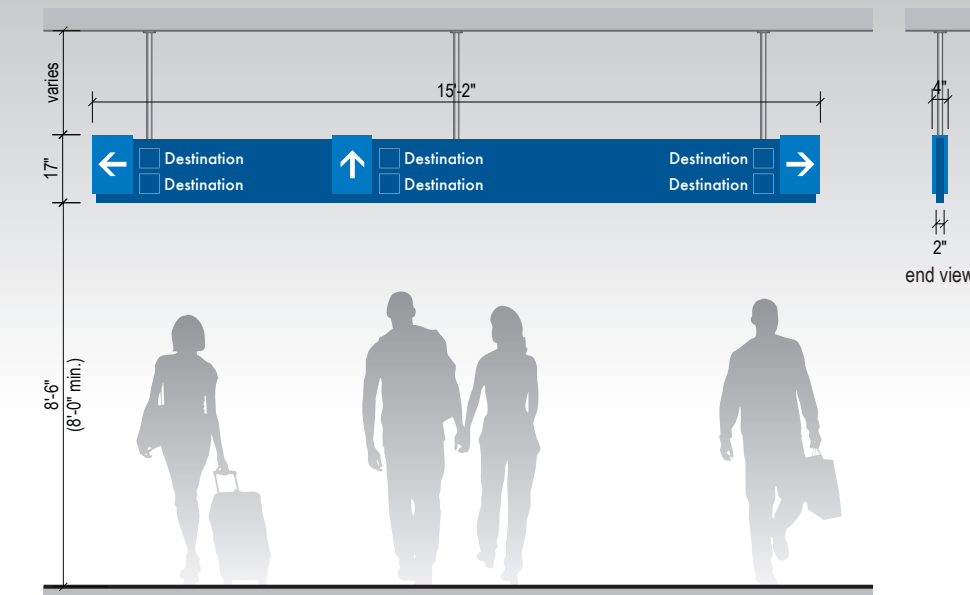 varies
15'-2"
4"
17"
Destination
Destination
Destination
Destination
Destination
Destination
2"
end view
8'-6"
(8'-0" min.)